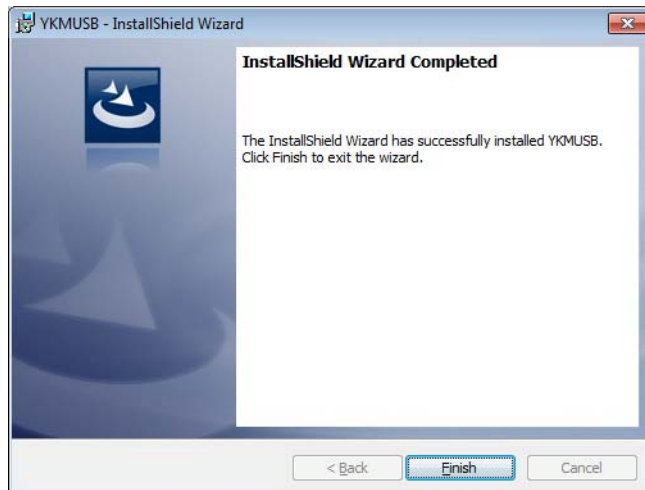 YKMUSB - InstallShield Wizard
InstallShield Wizard Completed
The InstallShield Wizard has successfully installed YKMUSB.
Click Finish to exit the wizard.
< Back
Finish
Cancel